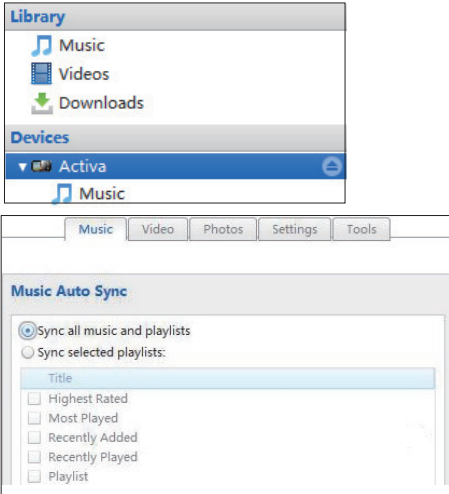 Library
Music
Videos
Downloads
Devices
Activa
Music
Music Video Photos Settings Tools
Music Auto Sync
Sync all music and playlists
Sync selected playlists:
Title
Highest Rated
Most Played
Recently Added
Recently Played
Playlist